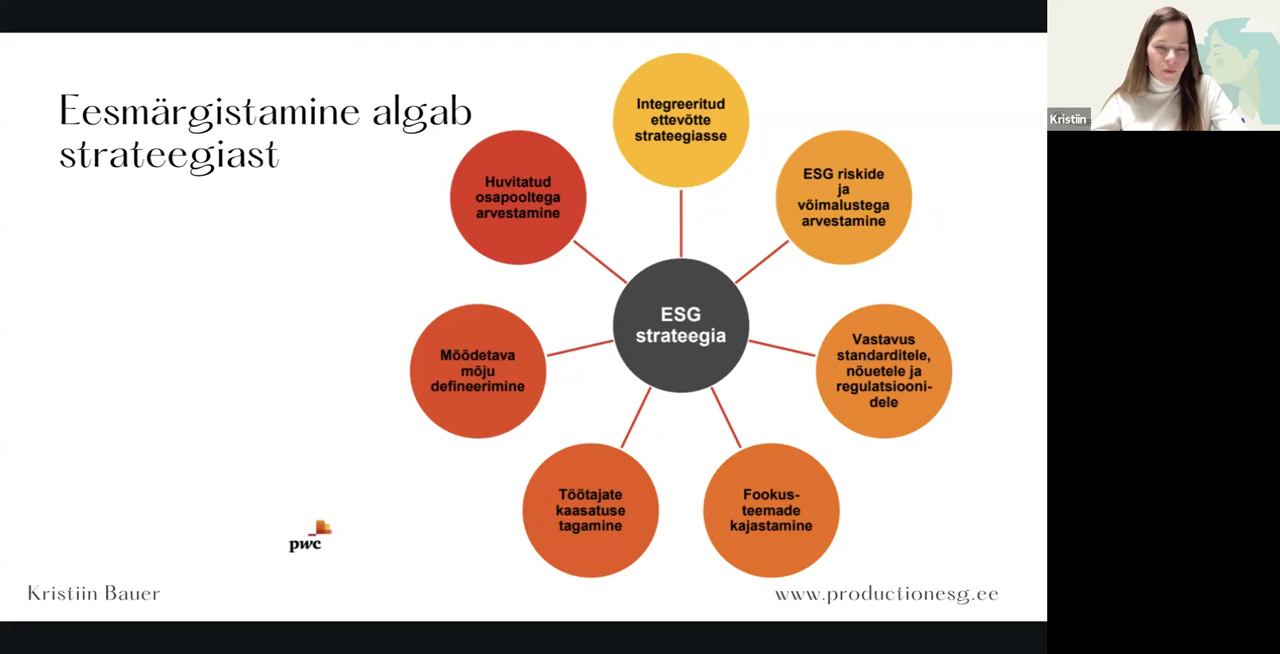 Eesmärgistamine algab
strateegiast
Integreeritud
ettevõtte
strateegiasse
ESG riskide
ja
võimalustega
arvestamine
Vastavus
standarditele,
nõuetele ja
regulatsiooni-
dele
Fookus-
teemade
kajastamine
Töötajate
kaasatuse
tagamine
Mõõdetava
mõju
defineerimine
Huvitatud
osapooltega
arvestamine
ESG
strateegia
pwc
Kristiin Bauer
www.productionesg.ee
Kristiin